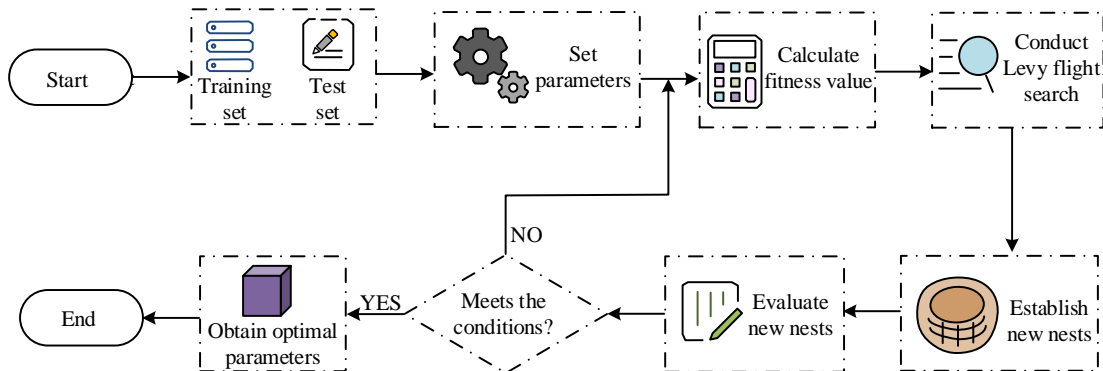 Start
Training
set
Test
set
Set
parameters
Calculate
fitness value
Conduct
Levy flight
search
NO
End
Obtain optimal
parameters
YES
Meets the
conditions?
Evaluate
new nests
Establish
new nests